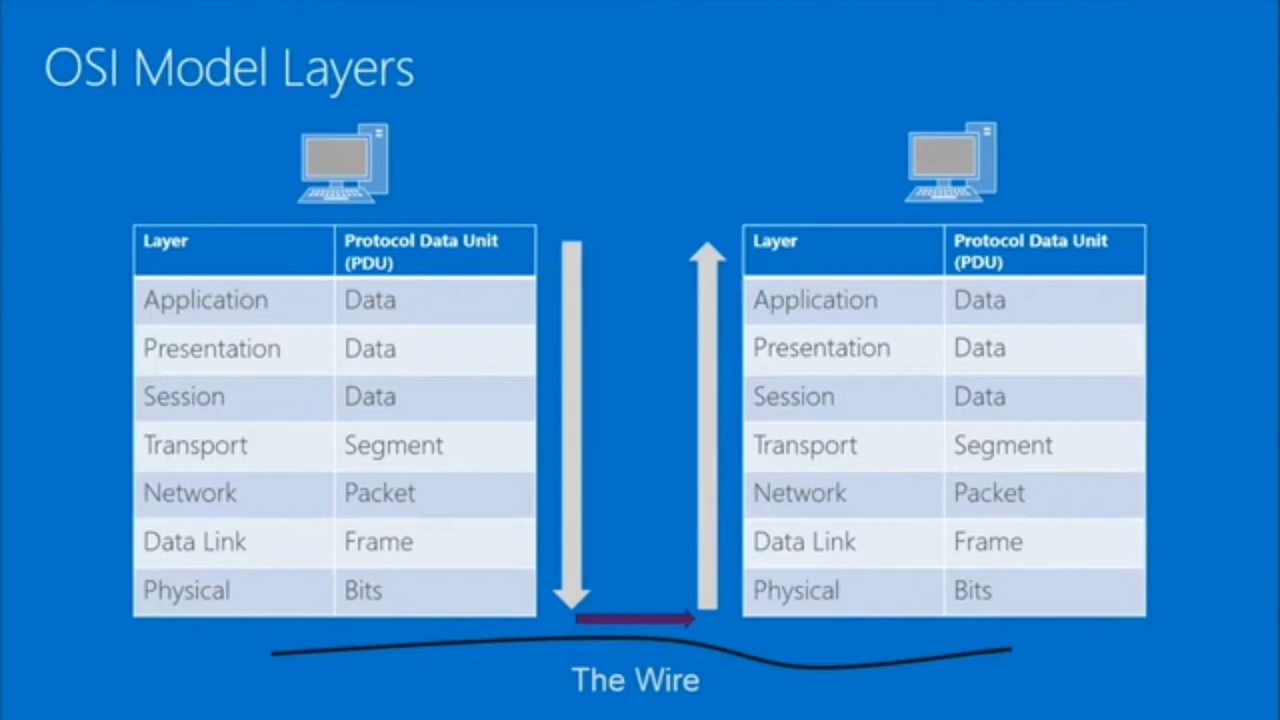 OSI Model Layers
Layer Protocol Data Unit
(PDU)
Application Data
Presentation Data
Session Data
Transport Segment
Network Packet
Data Link Frame
Physical Bits
Layer Protocol Data Unit
(PDU)
Application Data
Presentation Data
Session Data
Transport Segment
Network Packet
Data Link Frame
Physical Bits
The Wire